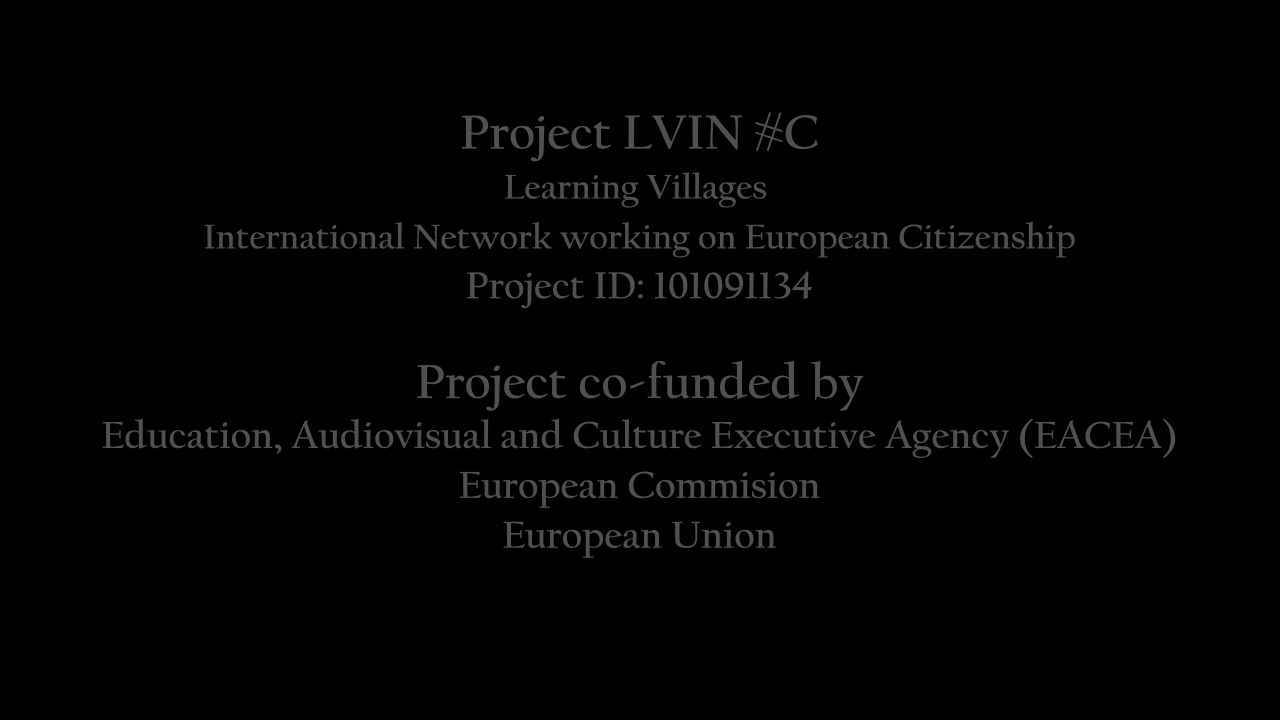 Project LVIN #C
Learning Villages
International Network working on European Citizenship
Project ID: 101091134
Project co-funded by
Education, Audiovisual and Culture Executive Agency (EACEA)
European Commision
European Union